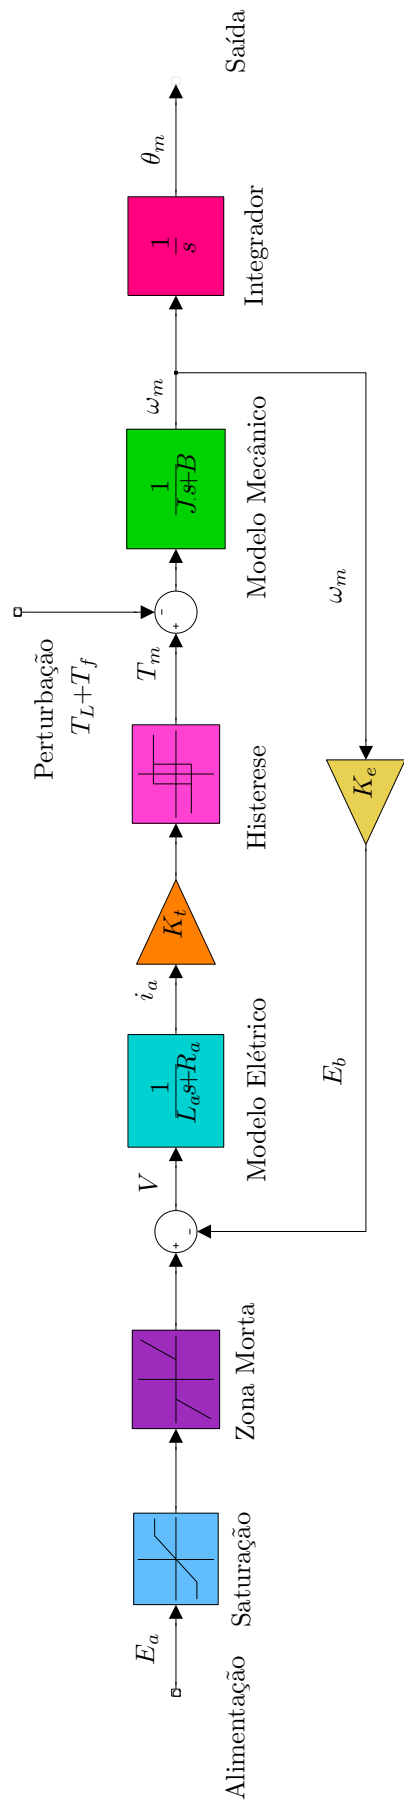 Alimentação
E_a
Saturação
Zona Morta
+
-
V
1
L_a s+R_a
Modelo Elétrico
i_a
K_t
Histerese
T_m
Perturbação
T_L+T_f
+
-
1
J.s+B
Modelo Mecânico
ω_m
1
s
Integrador
θ_m
Saída
ω_m
K_e
E_b